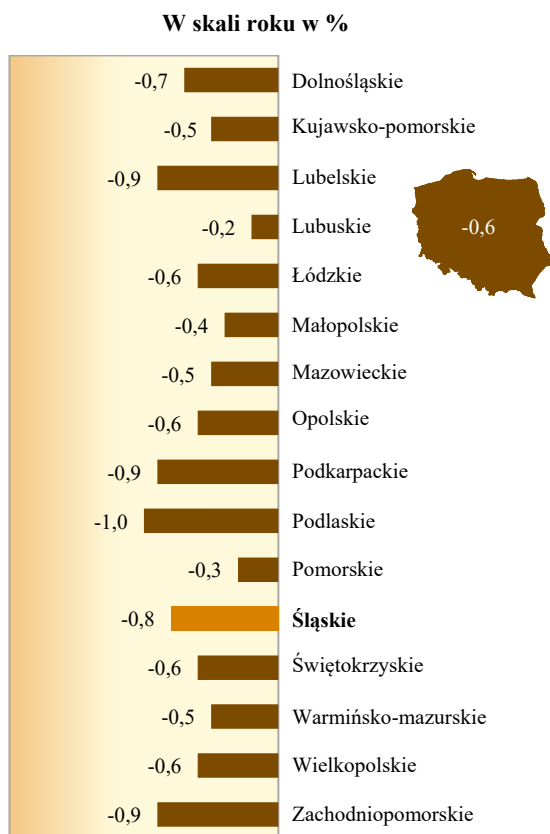 W skali roku w %
-0,7 Dolnośląskie
-0,5 Kujawsko-pomorskie
-0,9 Lubelskie
-0,2 Lubuskie
-0,6
-0,6 Łódzkie
-0,4 Małopolskie
-0,5 Mazowieckie
-0,6 Opolskie
-0,9 Podkarpackie
-1,0 Podlaskie
-0,3 Pomorskie
-0,8 Śląskie
-0,6 Świętokrzyskie
-0,5 Warmińsko-mazurskie
-0,6 Wielkopolskie
-0,9 Zachodniopomorskie